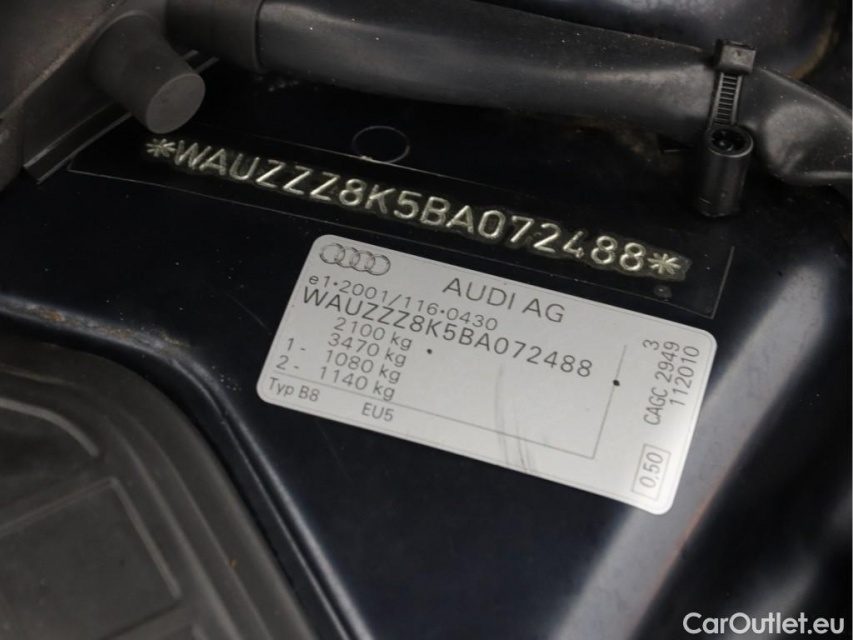 *WAUZZZ8K5BA072488*
AUDI AG
e1*2001/116*0430
WAUZZZ8K5BA072488
2100 kg
3470 kg
1- 1080 kg
2- 1140 kg
Typ B8
EU5
3
CAGC 2949
112010
0,50
CarOutlet.eu